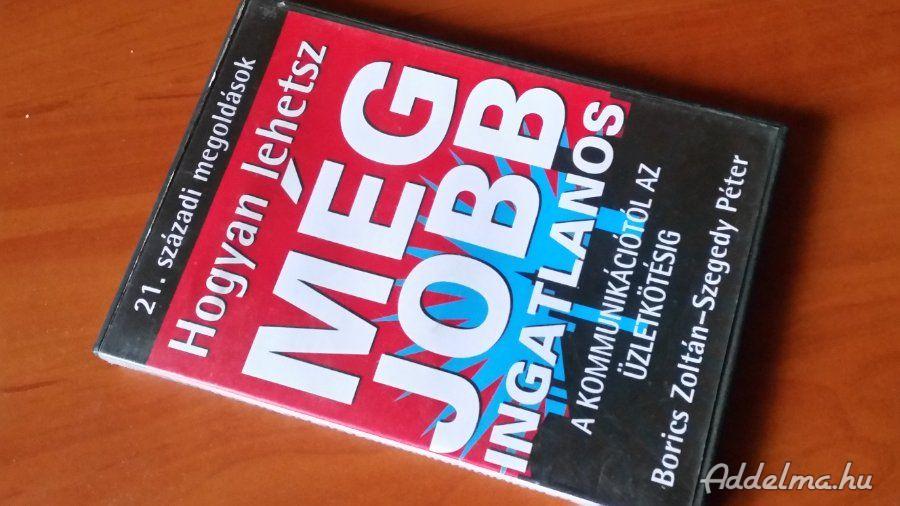 21. századi megoldások
Hogyan lehetsz
MÉG
JOBB
INGATLANOS
A KOMMUNIKÁCIÓTÓL AZ
ÜZLETKÖTÉSIG
Borics Zoltán–Szegedy Péter
Addelma.hu